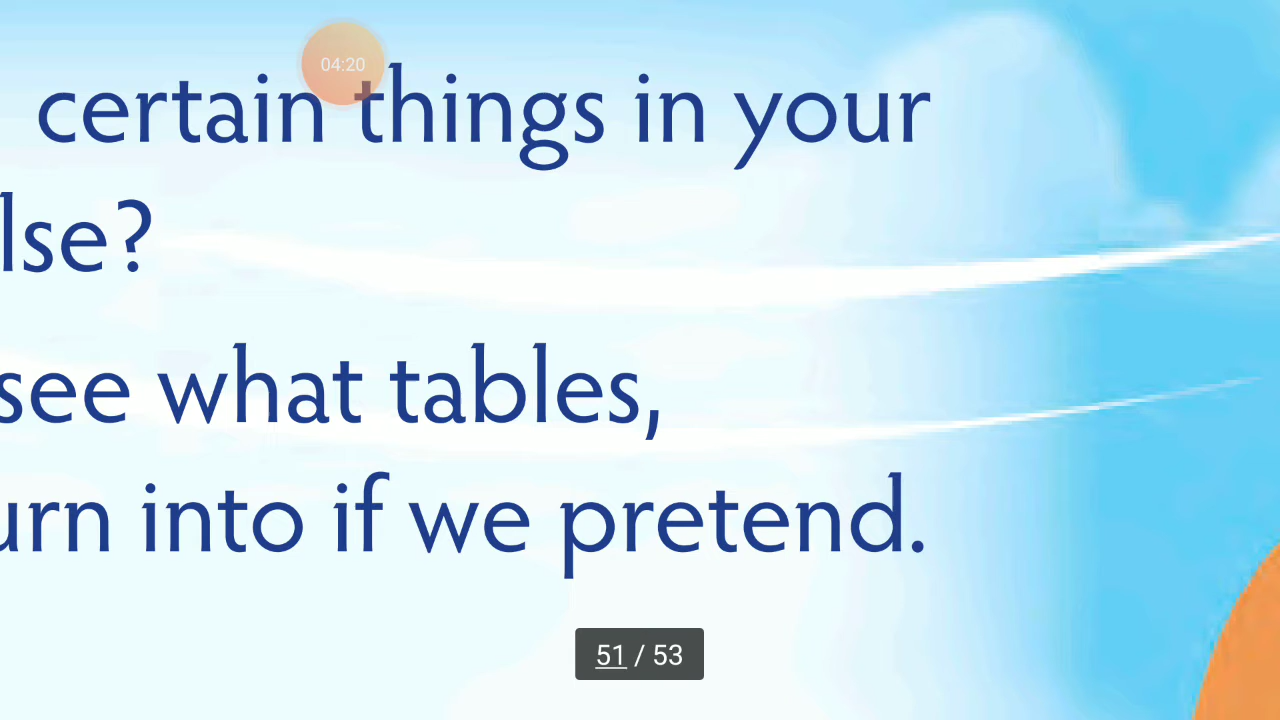 04:20
certain things in your
lse?
see what tables,
urn into if we pretend.
51 / 53